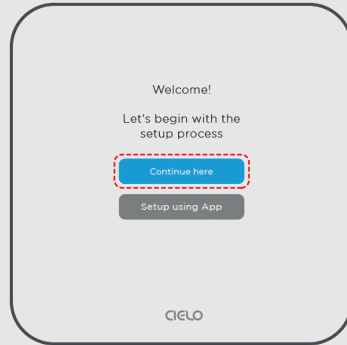 Welcome!
Let's begin with the
setup process
Continue here
Setup using App
CIELO